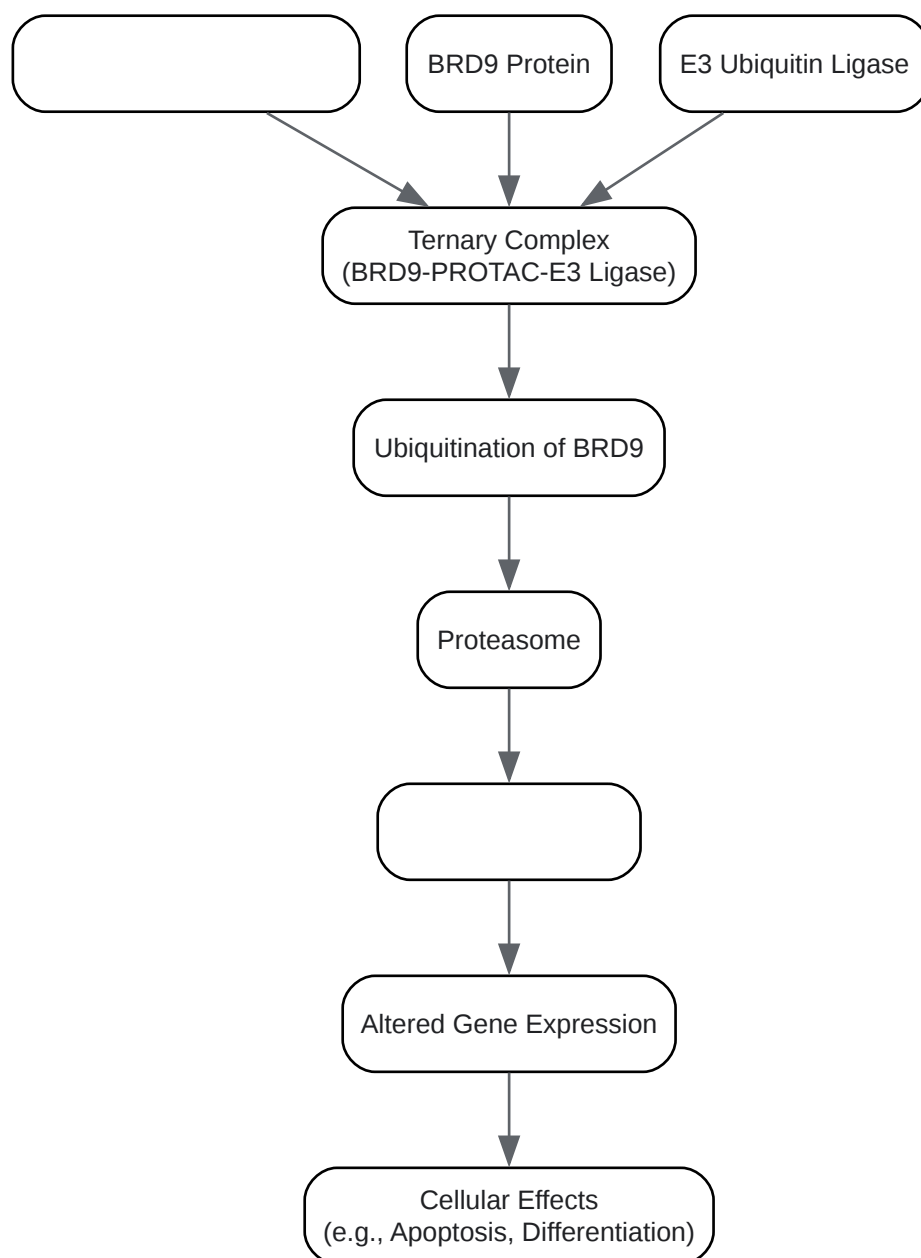 BRD9 Protein
E3 Ubiquitin Ligase
Ternary Complex
(BRD9-PROTAC-E3 Ligase)
Ubiquitination of BRD9
Proteasome
Altered Gene Expression
Cellular Effects
(e.g., Apoptosis, Differentiation)